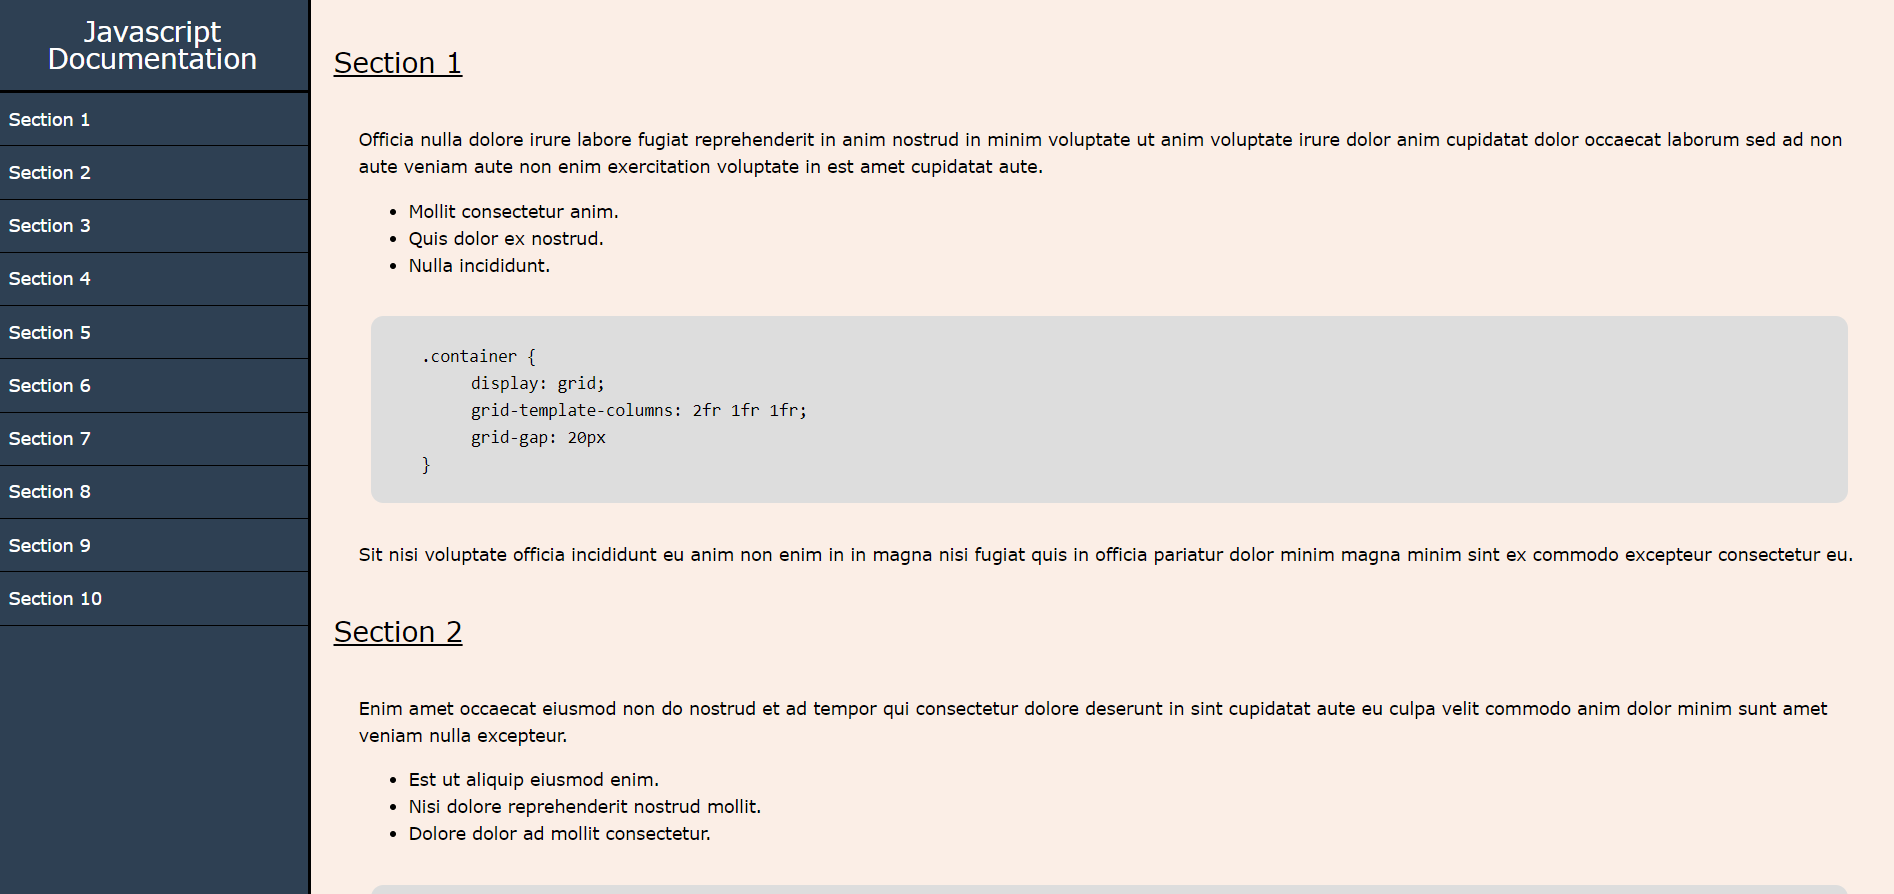 Javascript
Documentation
Section 1
Section 2
Section 3
Section 4
Section 5
Section 6
Section 7
Section 8
Section 9
Section 10
Section 1
Officia nulla dolore irure labore fugiat reprehenderit in anim nostrud in minim voluptate ut anim voluptate irure dolor anim cupidatat dolor occaecat laborum sed ad non
aute veniam aute non enim exercitation voluptate in est amet cupidatat aute.
• Mollit consectetur anim.
• Quis dolor ex nostrud.
• Nulla incididunt.
.container {
display: grid;
grid-template-columns: 2fr 1fr 1fr;
grid-gap: 20px
}
Sit nisi voluptate officia incididunt eu anim non enim in in magna nisi fugiat quis in officia pariatur dolor minim magna minim sint ex commodo excepteur consectetur eu.
Section 2
Enim amet occaecat eiusmod non do nostrud et ad tempor qui consectetur dolore deserunt in sint cupidatat aute eu culpa velit commodo anim dolor minim sunt amet
veniam nulla excepteur.
• Est ut aliquip eiusmod enim.
• Nisi dolore reprehenderit nostrud mollit.
• Dolore dolor ad mollit consectetur.